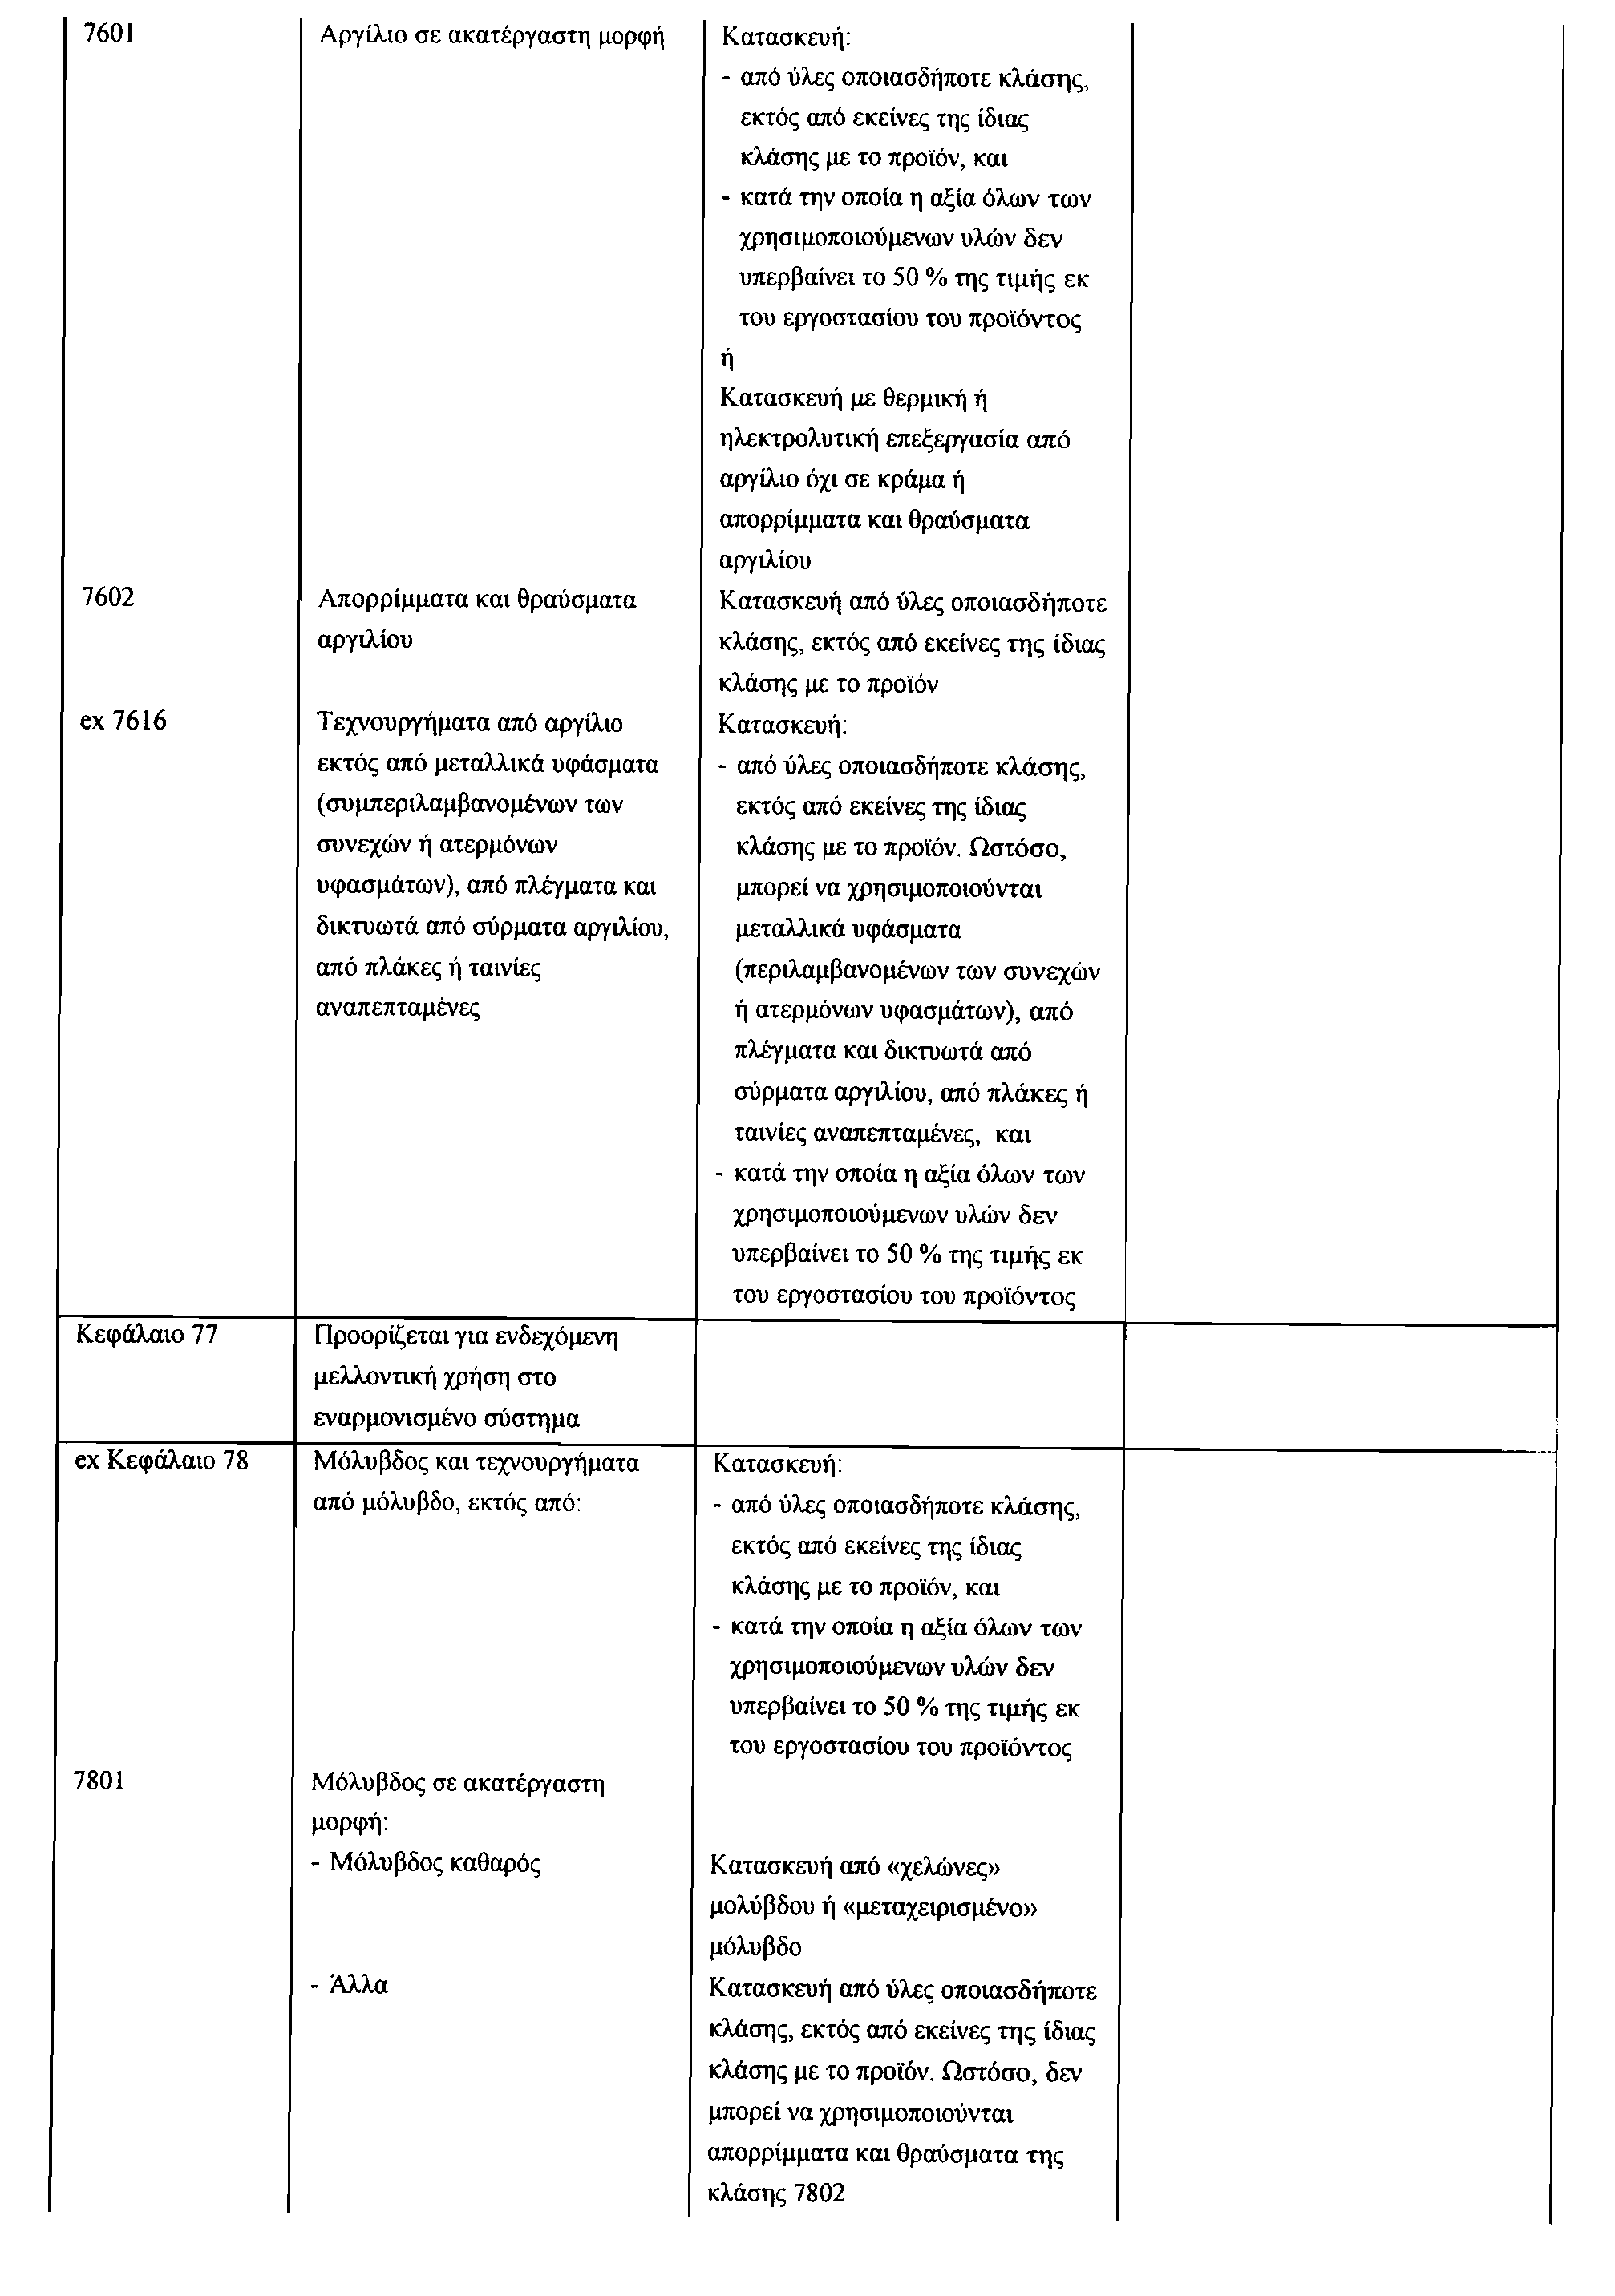 7601
Αργίλιο σε ακατέργαστη μορφή
Κατασκευή:
- από ύλες οποιασδήποτε κλάσης,
εκτός από εκείνες της ίδιας
κλάσης με το προϊόν, και
- κατά την οποία η αξία όλων των
χρησιμοποιούμενων υλών δεν
υπερβαίνει το 50 % της τιμής εκ
του εργοστασίου του προϊόντος
ή
Κατασκευή με θερμική ή
ηλεκτρολυτική επεξεργασία από
αργίλιο όχι σε κράμα ή
απορρίμματα και θραύσματα
αργιλίου
7602
Απορρίμματα και θραύσματα
αργιλίου
Κατασκευή από ύλες οποιασδήποτε
κλάσης, εκτός από εκείνες της ίδιας
κλάσης με το προϊόν
ex 7616
Τεχνουργήματα από αργίλιο
εκτός από μεταλλικά υφάσματα
(συμπεριλαμβανομένων των
συνεχών ή ατερμόνων
υφασμάτων), από πλέγματα και
δικτυωτά από σύρματα αργιλίου,
από πλάκες ή ταινίες
αναπεπταμένες
Κατασκευή:
- από ύλες οποιασδήποτε κλάσης,
εκτός από εκείνες της ίδιας
κλάσης με το προϊόν. Ωστόσο,
μπορεί να χρησιμοποιούνται
μεταλλικά υφάσματα
(περιλαμβανομένων των συνεχών
ή ατερμόνων υφασμάτων), από
πλέγματα και δικτυωτά από
σύρματα αργιλίου, από πλάκες ή
ταινίες αναπεπταμένες, και
- κατά την οποία η αξία όλων των
χρησιμοποιούμενων υλών δεν
υπερβαίνει το 50 % της τιμής εκ
του εργοστασίου του προϊόντος
Κεφάλαιο 77
Προορίζεται για ενδεχόμενη
μελλοντική χρήση στο
εναρμονισμένο σύστημα
ex Κεφάλαιο 78
Μόλυβδος και τεχνουργήματα
από μόλυβδο, εκτός από:
Κατασκευή:
- από ύλες οποιασδήποτε κλάσης,
εκτός από εκείνες της ίδιας
κλάσης με το προϊόν, και
- κατά την οποία η αξία όλων των
χρησιμοποιούμενων υλών δεν
υπερβαίνει το 50 % της τιμής εκ
του εργοστασίου του προϊόντος
7801
Μόλυβδος σε ακατέργαστη
μορφή:
- Μόλυβδος καθαρός
Κατασκευή από «χελώνες»
μολύβδου ή «μεταχειρισμένο»
μόλυβδο
- Άλλα
Κατασκευή από ύλες οποιασδήποτε
κλάσης, εκτός από εκείνες της ίδιας
κλάσης με το προϊόν. Ωστόσο, δεν
μπορεί να χρησιμοποιούνται
απορρίμματα και θραύσματα της
κλάσης 7802